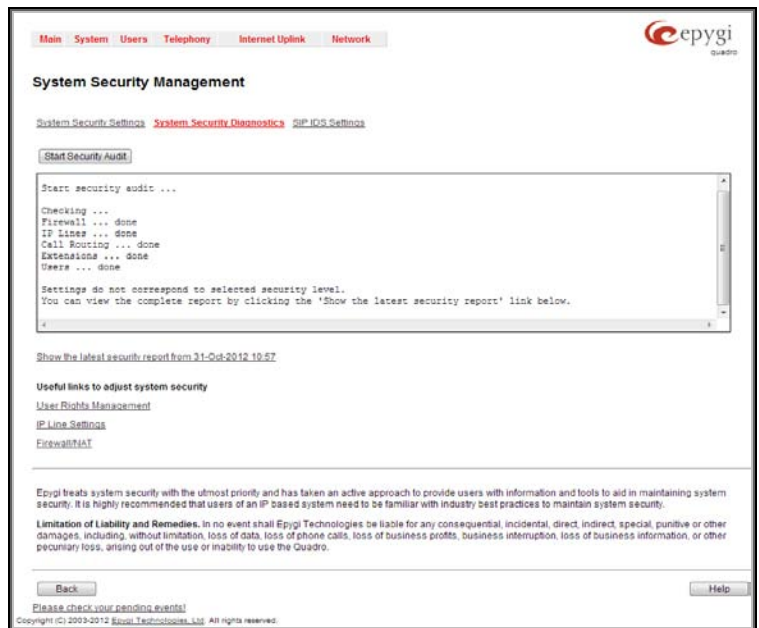 Main System Users Telephony Internet Uplink Network
epygi
quadro
System Security Management
System Security Settings System Security Diagnostics SIP IDS Settings
Start Security Audit
Start security audit ...
Checking ...
Firewall ... done
IP Lines ... done
Call Routing ... done
Extensions ... done
Users ... done
Settings do not correspond to selected security level.
You can view the complete report by clicking the 'Show the latest security report' link below.
Show the latest security report from 31-Oct-2012 10:57
Useful links to adjust system security
User Rights Management
IP Line Settings
Firewall/NAT
Epygi treats system security with the utmost priority and has taken an active approach to provide users with information and tools to aid in maintaining system
security. It is highly recommended that users of an IP based system need to be familiar with industry best practices to maintain system security.
Limitation of Liability and Remedies. In no event shall Epygi Technologies be liable for any consequential, incidental, direct, indirect, special, punitive or other
damages, including, without limitation, loss of data, loss of phone calls, loss of business profits, business interruption, loss of business information, or other
pecuniary loss, arising out of the use or inability to use the Quadro.
Back
Help
Please check your pending events!
Copyright (C) 2003-2012 Epygi Technologies, Ltd. All rights reserved.